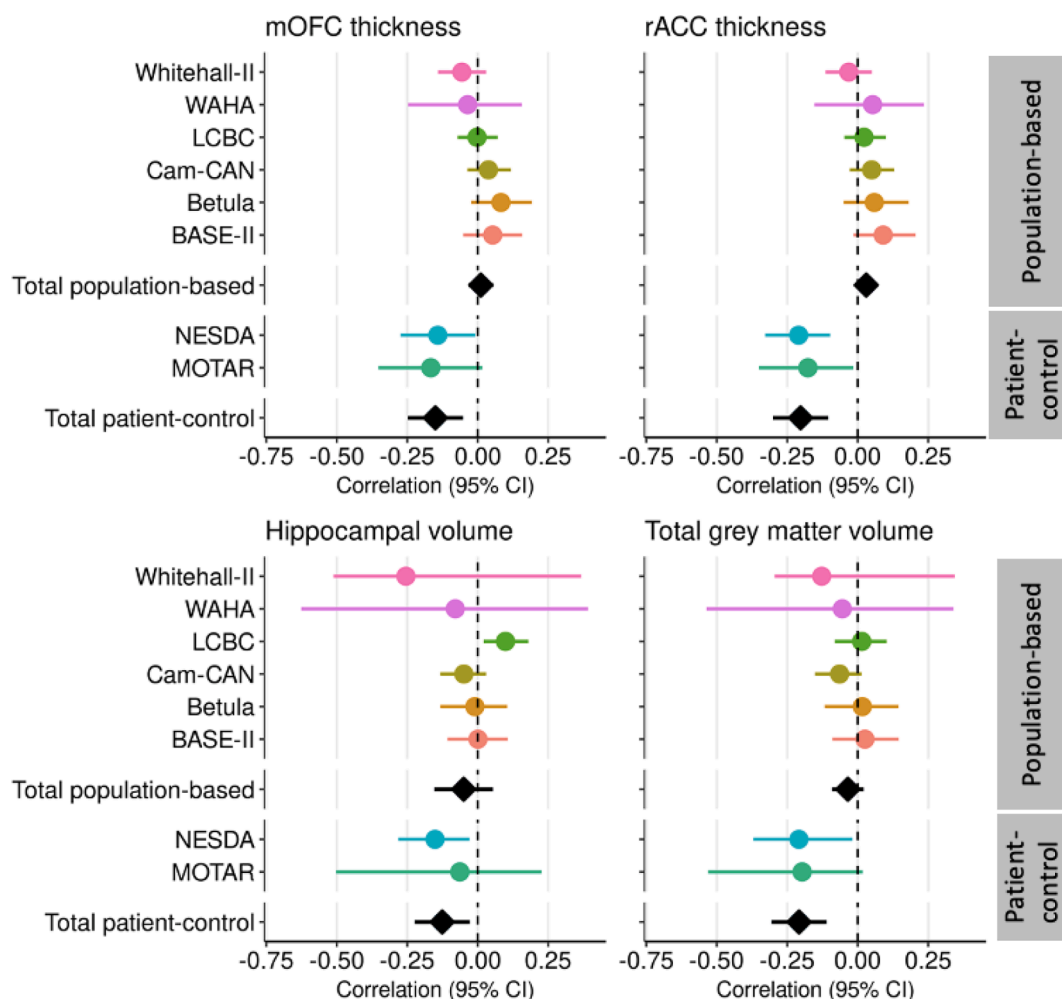 mOFC thickness
rACC thickness
Whitehall-II
WAHA
LCBC
Cam-CAN
Betula
BASE-II
Total population-based
NESDA
MOTAR
Total patient-control
Population-based
Patient-
control
-0.75 -0.50 -0.25 0.00 0.25
-0.75 -0.50 -0.25 0.00 0.25
Correlation (95% CI)
Correlation (95% CI)
Hippocampal volume
Total grey matter volume
Whitehall-II
WAHA
LCBC
Cam-CAN
Betula
BASE-II
Total population-based
NESDA
MOTAR
Total patient-control
Population-based
Patient-
control
-0.75 -0.50 -0.25 0.00 0.25
-0.75 -0.50 -0.25 0.00 0.25
Correlation (95% CI)
Correlation (95% CI)